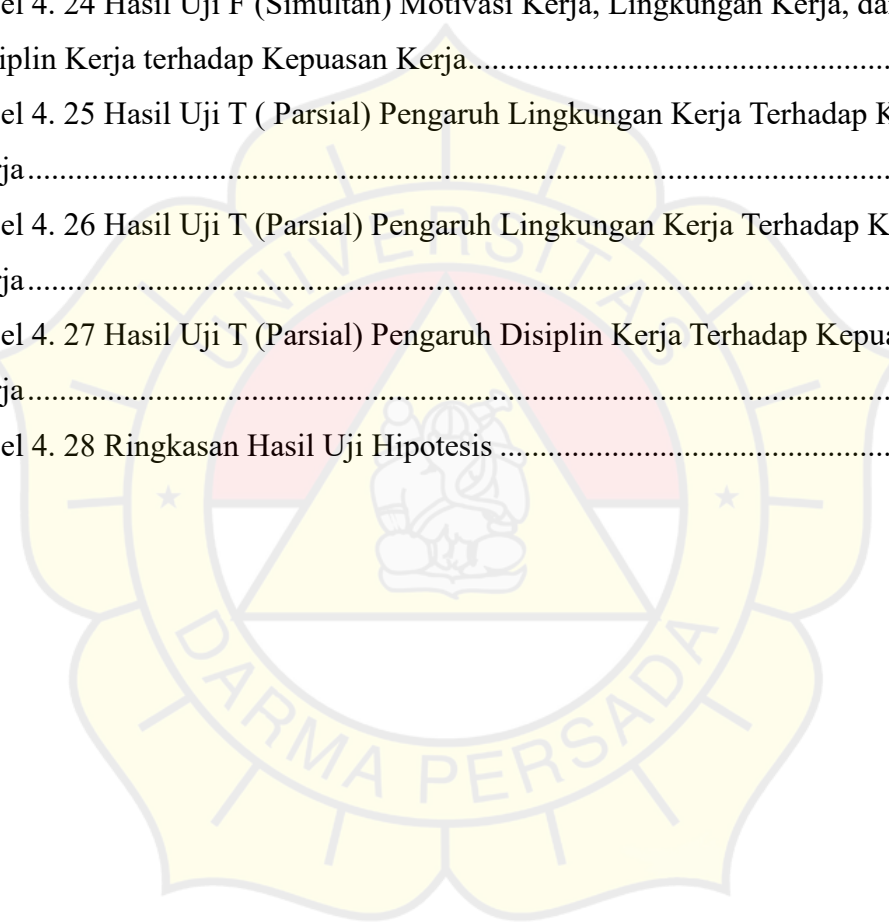 el 4. 24 Hasil Uji F (Simultan) Motivasi Kerja, Lingkungan Kerja, da
iplin Kerja terhadap Kepuasan Kerja..........................................................
el 4. 25 Hasil Uji T ( Parsial) Pengaruh Lingkungan Kerja Terhadap K
ja..................................................................................................................
el 4. 26 Hasil Uji T (Parsial) Pengaruh Lingkungan Kerja Terhadap K
ja..................................................................................................................
el 4. 27 Hasil Uji T (Parsial) Pengaruh Disiplin Kerja Terhadap Kepua
ja..................................................................................................................
el 4. 28 Ringkasan Hasil Uji Hipotesis ....................................................
UNIVERSITAS
DARMA PERSADA